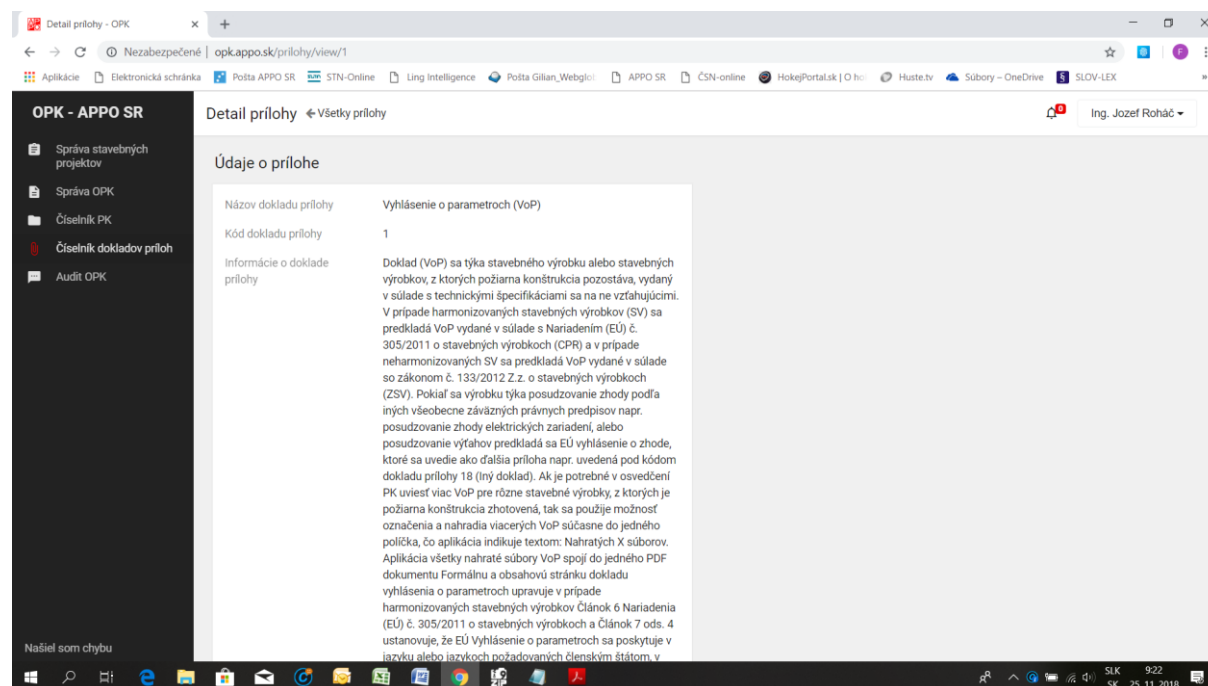 Detail prílohy - OPK
Nezabezpečené | opk.appo.sk/prilohy/view/1
Aplikácie Elektronická schránka Pošta APPO SR STN-Online Ling Intelligence Pošta Gilian_Webglo APPO SR ČSN-online HokejPortal.sk | O ho Huste.tv Súbory – OneDrive SLOV-LEX »
OPK - APPO SR
Detail prílohy Všetky prílohy
0 Ing. Jozef Roháč
Správa stavebných
projektov
Správa OPK
Číselník PK
Číselník dokladov príloh
Audit OPK
Údaje o prílohe
Názov dokladu prílohy Vyhlásenie o parametroch (VoP)
Kód dokladu prílohy 1
Informácie o doklade
prílohy
Doklad (VoP) sa týka stavebného výrobku alebo stavebných
výrobkov, z ktorých požiarna konštrukcia pozostáva, vydaný
v súlade s technickými špecifikáciami sa na ne vzťahujúcimi.
V prípade harmonizovaných stavebných výrobkov (SV) sa
predkladá VoP vydané v súlade s Nariadením (EÚ) č.
305/2011 o stavebných výrobkoch (CPR) a v prípade
neharmonizovaných SV sa predkladá VoP vydané v súlade
so zákonom č. 133/2012 Z.z. o stavebných výrobkoch
(ZSV). Pokiaľ sa výrobku týka posudzovanie zhody podľa
iných všeobecne záväzných právnych predpisov napr.
posudzovanie zhody elektrických zariadení, alebo
posudzovanie výťahov predkladá sa EÚ vyhlásenie o zhode,
ktoré sa uvedie ako ďalšia príloha napr. uvedená pod kódom
dokladu prílohy 18 (Iný doklad). Ak je potrebné v osvedčení
PK uviesť viac VoP pre rôzne stavebné výrobky, z ktorých je
požiarna konštrukcia zhotovená, tak sa použije možnosť
označenia a nahradia viacerých VoP súčasne do jedného
políčka, čo aplikácia indikuje textom: Nahratých X súborov.
Aplikácia všetky nahraté súbory VoP spojí do jedného PDF
dokumentu Formálnu a obsahovú stránku dokladu
vyhlásenia o parametroch upravuje v prípade
harmonizovaných stavebných výrobkov Článok 6 Nariadenia
(EÚ) č. 305/2011 o stavebných výrobkoch a Článok 7 ods. 4
ustanovuje, že EÚ Vyhlásenie o parametroch sa poskytuje v
jazyku alebo jazykoch požadovaných členským štátom, v
Našiel som chybu
SLK 9:22
SK 25. 11. 2018